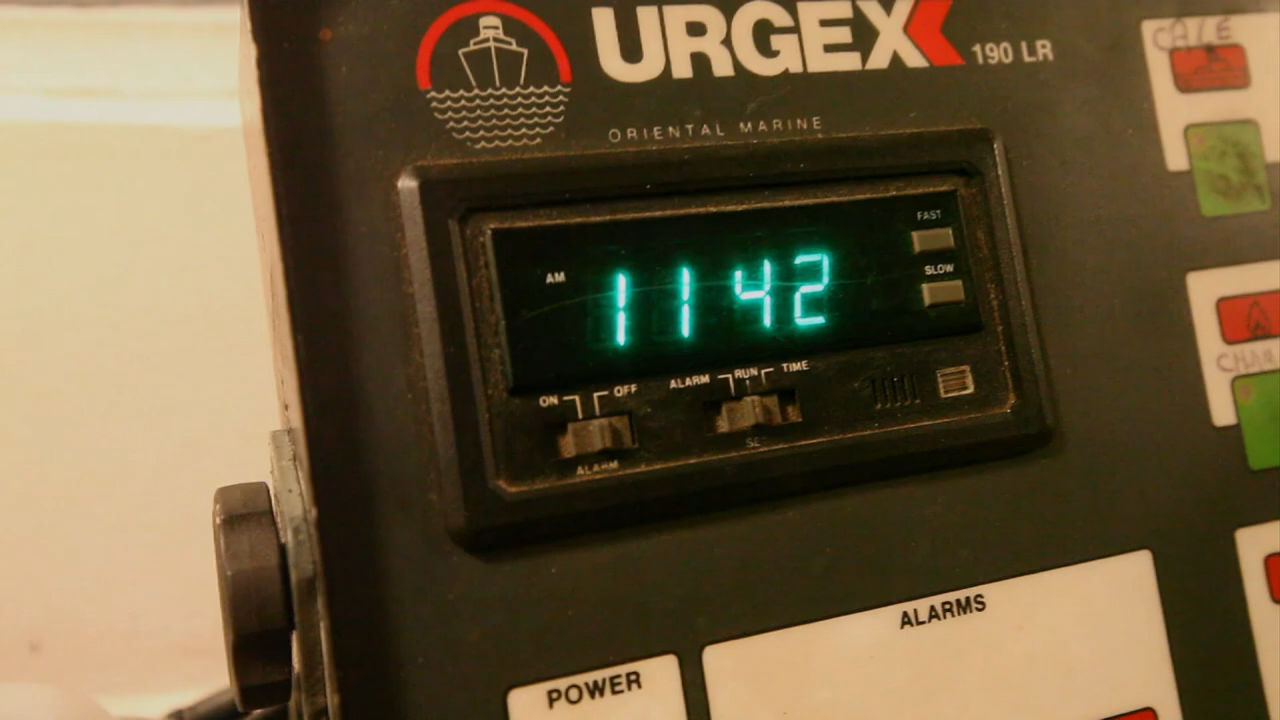 URGEX
190 LR
ORIENTAL MARINE
AM
11 42
FAST
SLOW
ON OFF
ALARM RUN TIME
ALARM
CALE
POWER
ALARMS